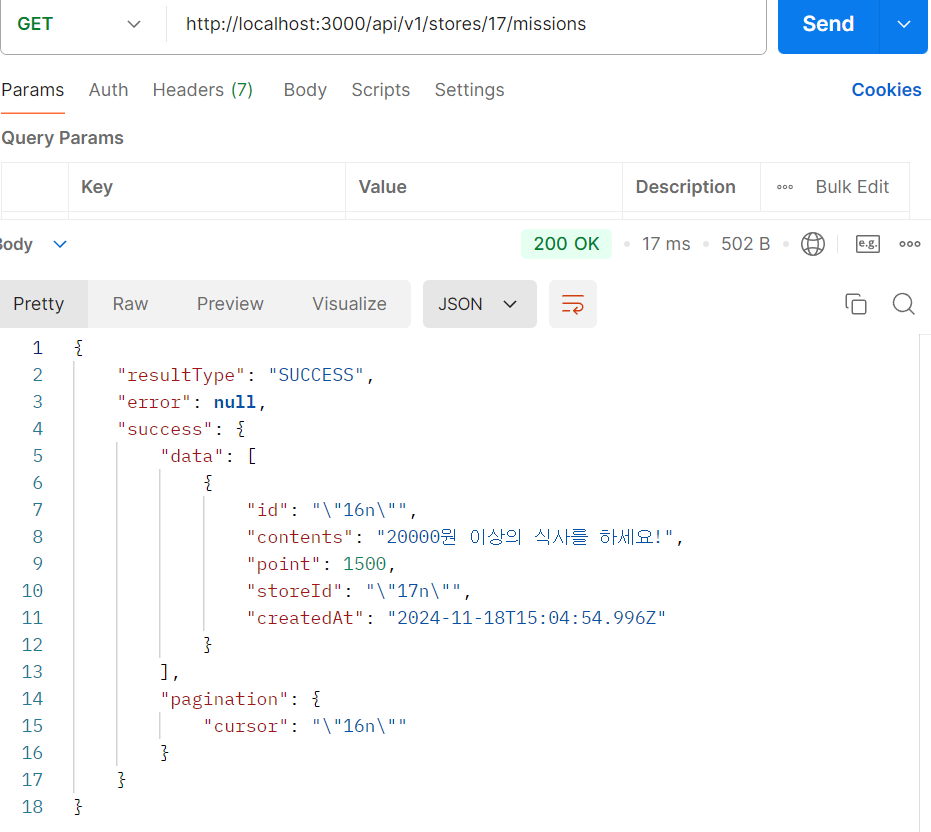 GET http://localhost:3000/api/v1/stores/17/missions Send
Params Auth Headers (7) Body Scripts Settings Cookies
Query Params
Key Value Description Bulk Edit
Body 200 OK 17 ms 502 B e.g.
Pretty Raw Preview Visualize JSON
1 {
2 "resultType": "SUCCESS",
3 "error": null,
4 "success": {
5 "data": [
6 {
7 "id": "\"16n\"",
8 "contents": "20000원 이상의 식사를 하세요!",
9 "point": 1500,
10 "storeId": "\"17n\"",
11 "createdAt": "2024-11-18T15:04:54.996Z"
12 }
13 ],
14 "pagination": {
15 "cursor": "\"16n\""
16 }
17 }
18 }